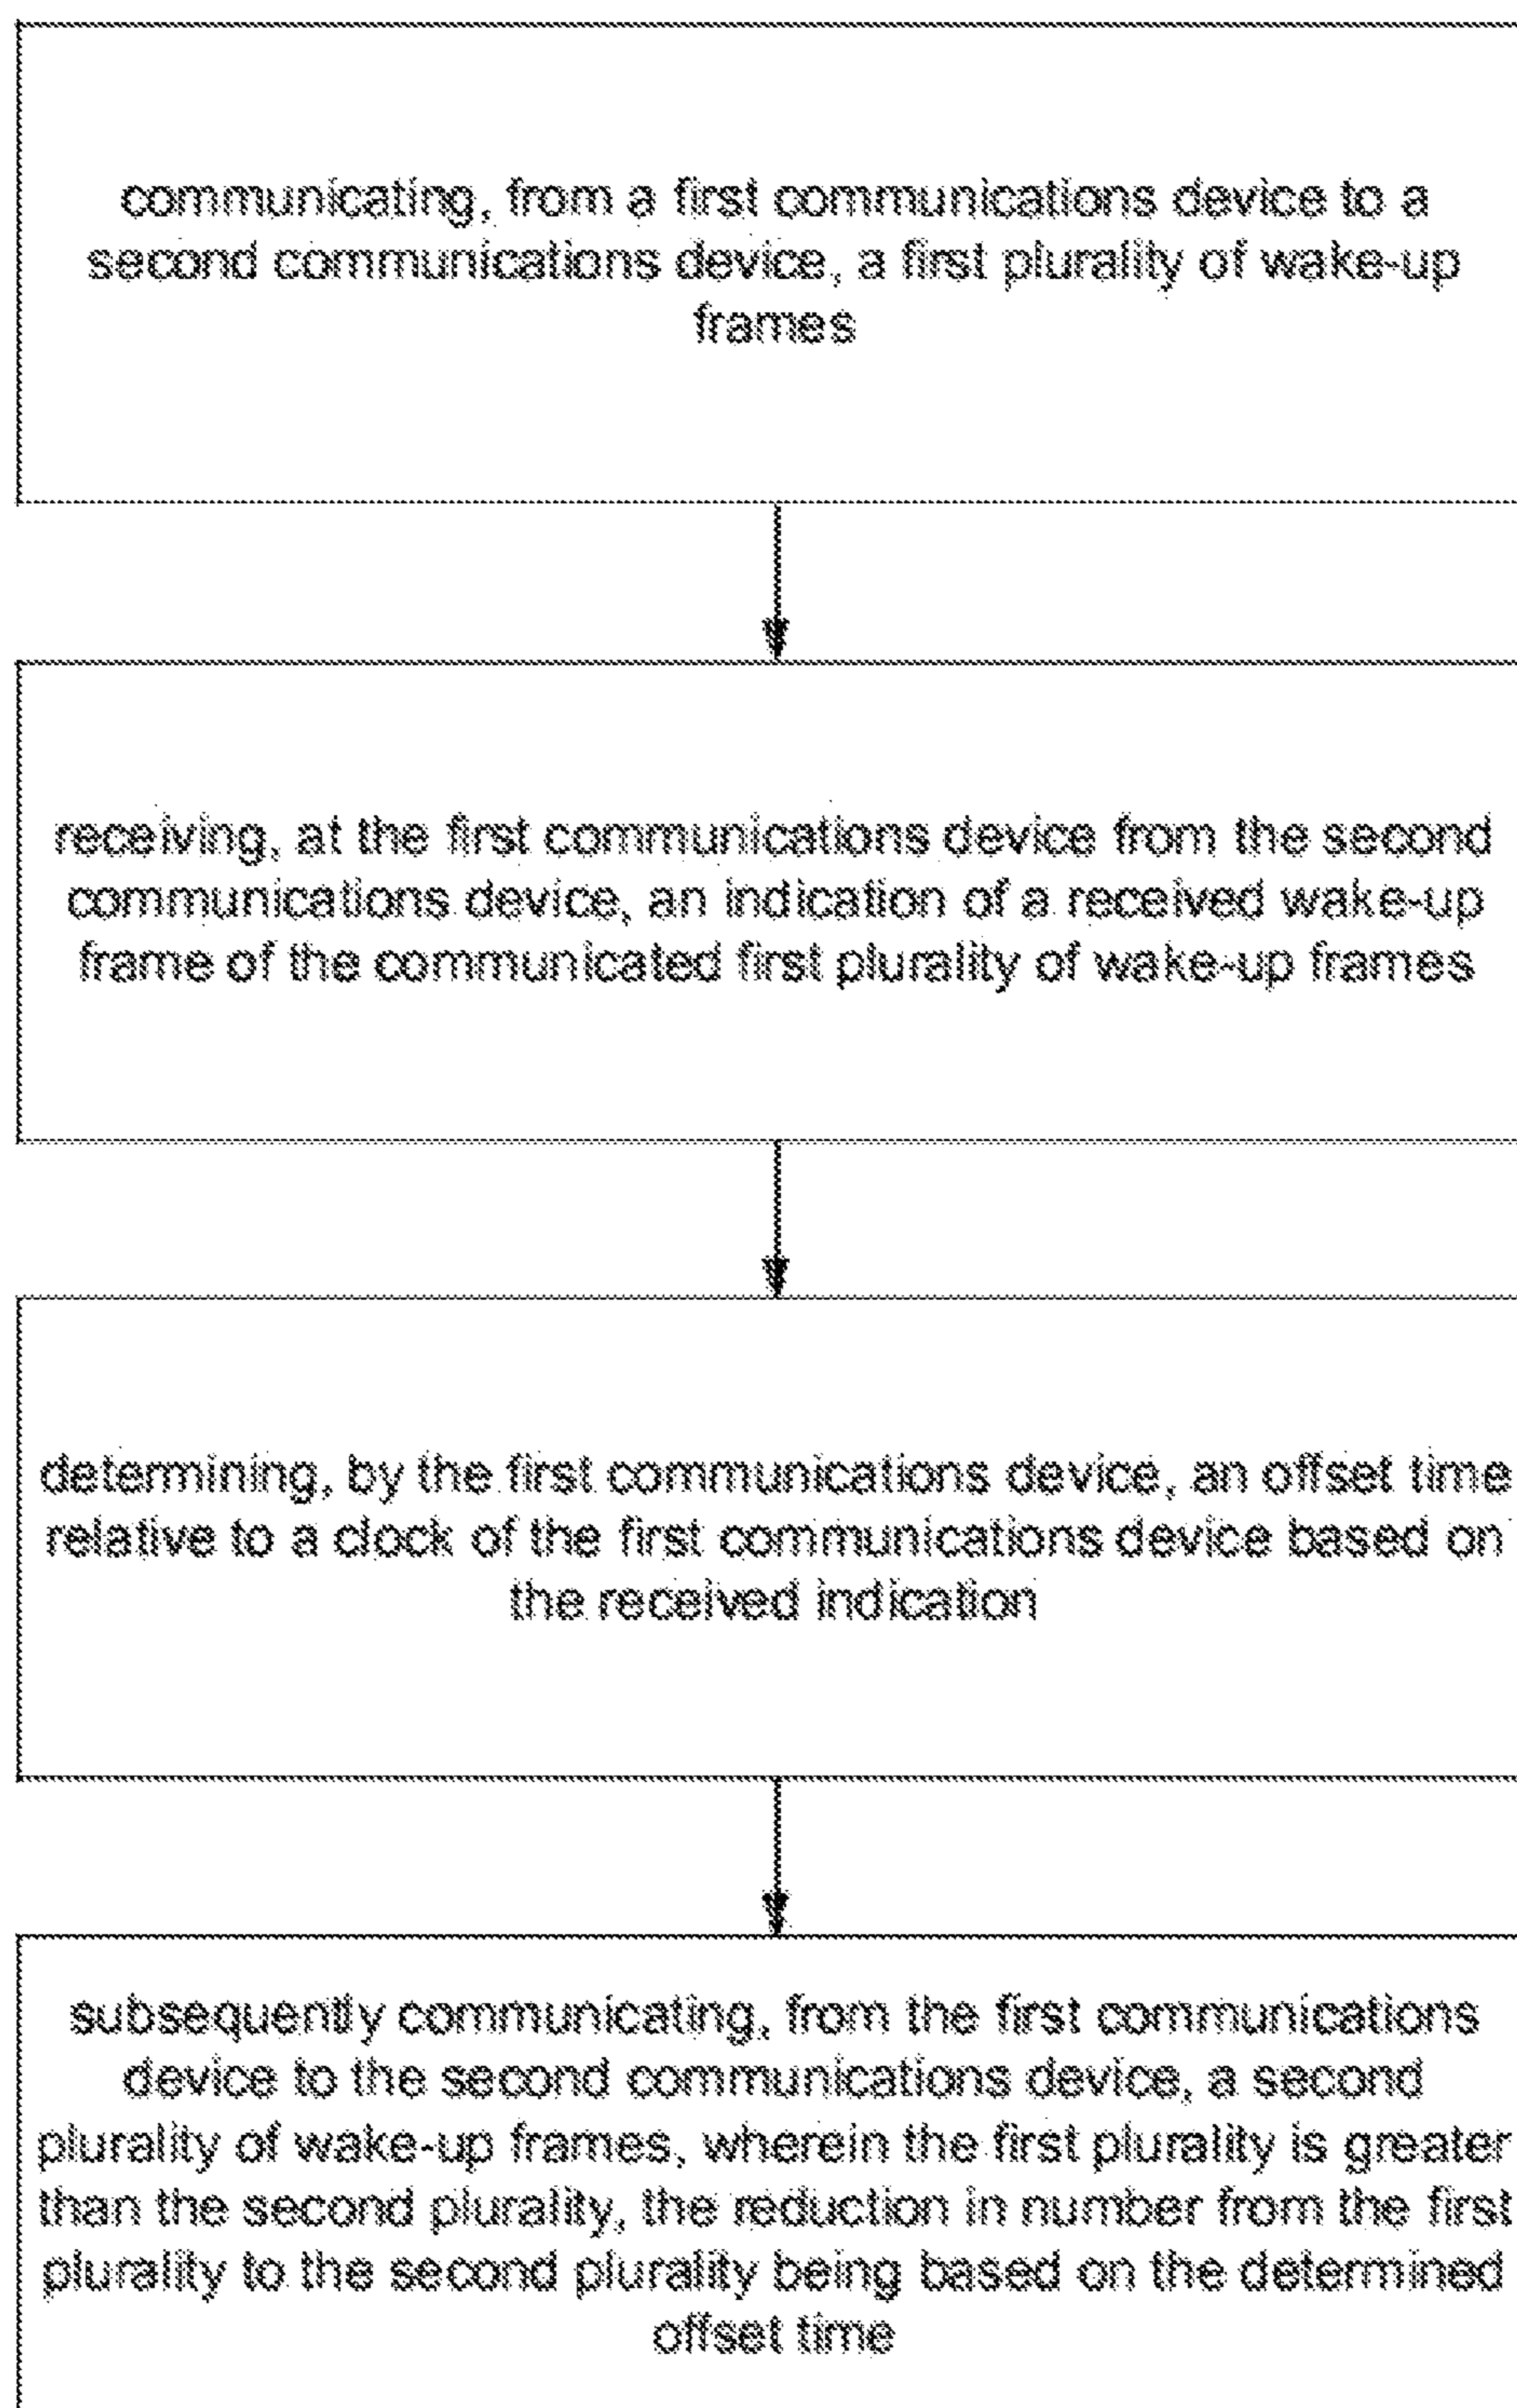 communicating, from a first communications device to a
second communications device, a first plurality of wake-up
frames
receiving, at the first communications device from the second
communications device, an indication of a received wake-up
frame of the communicated first plurality of wake-up frames
determining, by the first communications device, an offset time
relative to a clock of the first communications device based on
the received indication
subsequently communicating, from the first communications
device to the second communications device, a second
plurality of wake-up frames, wherein the first plurality is greater
than the second plurality, the reduction in number from the first
plurality to the second plurality being based on the determined
offset time